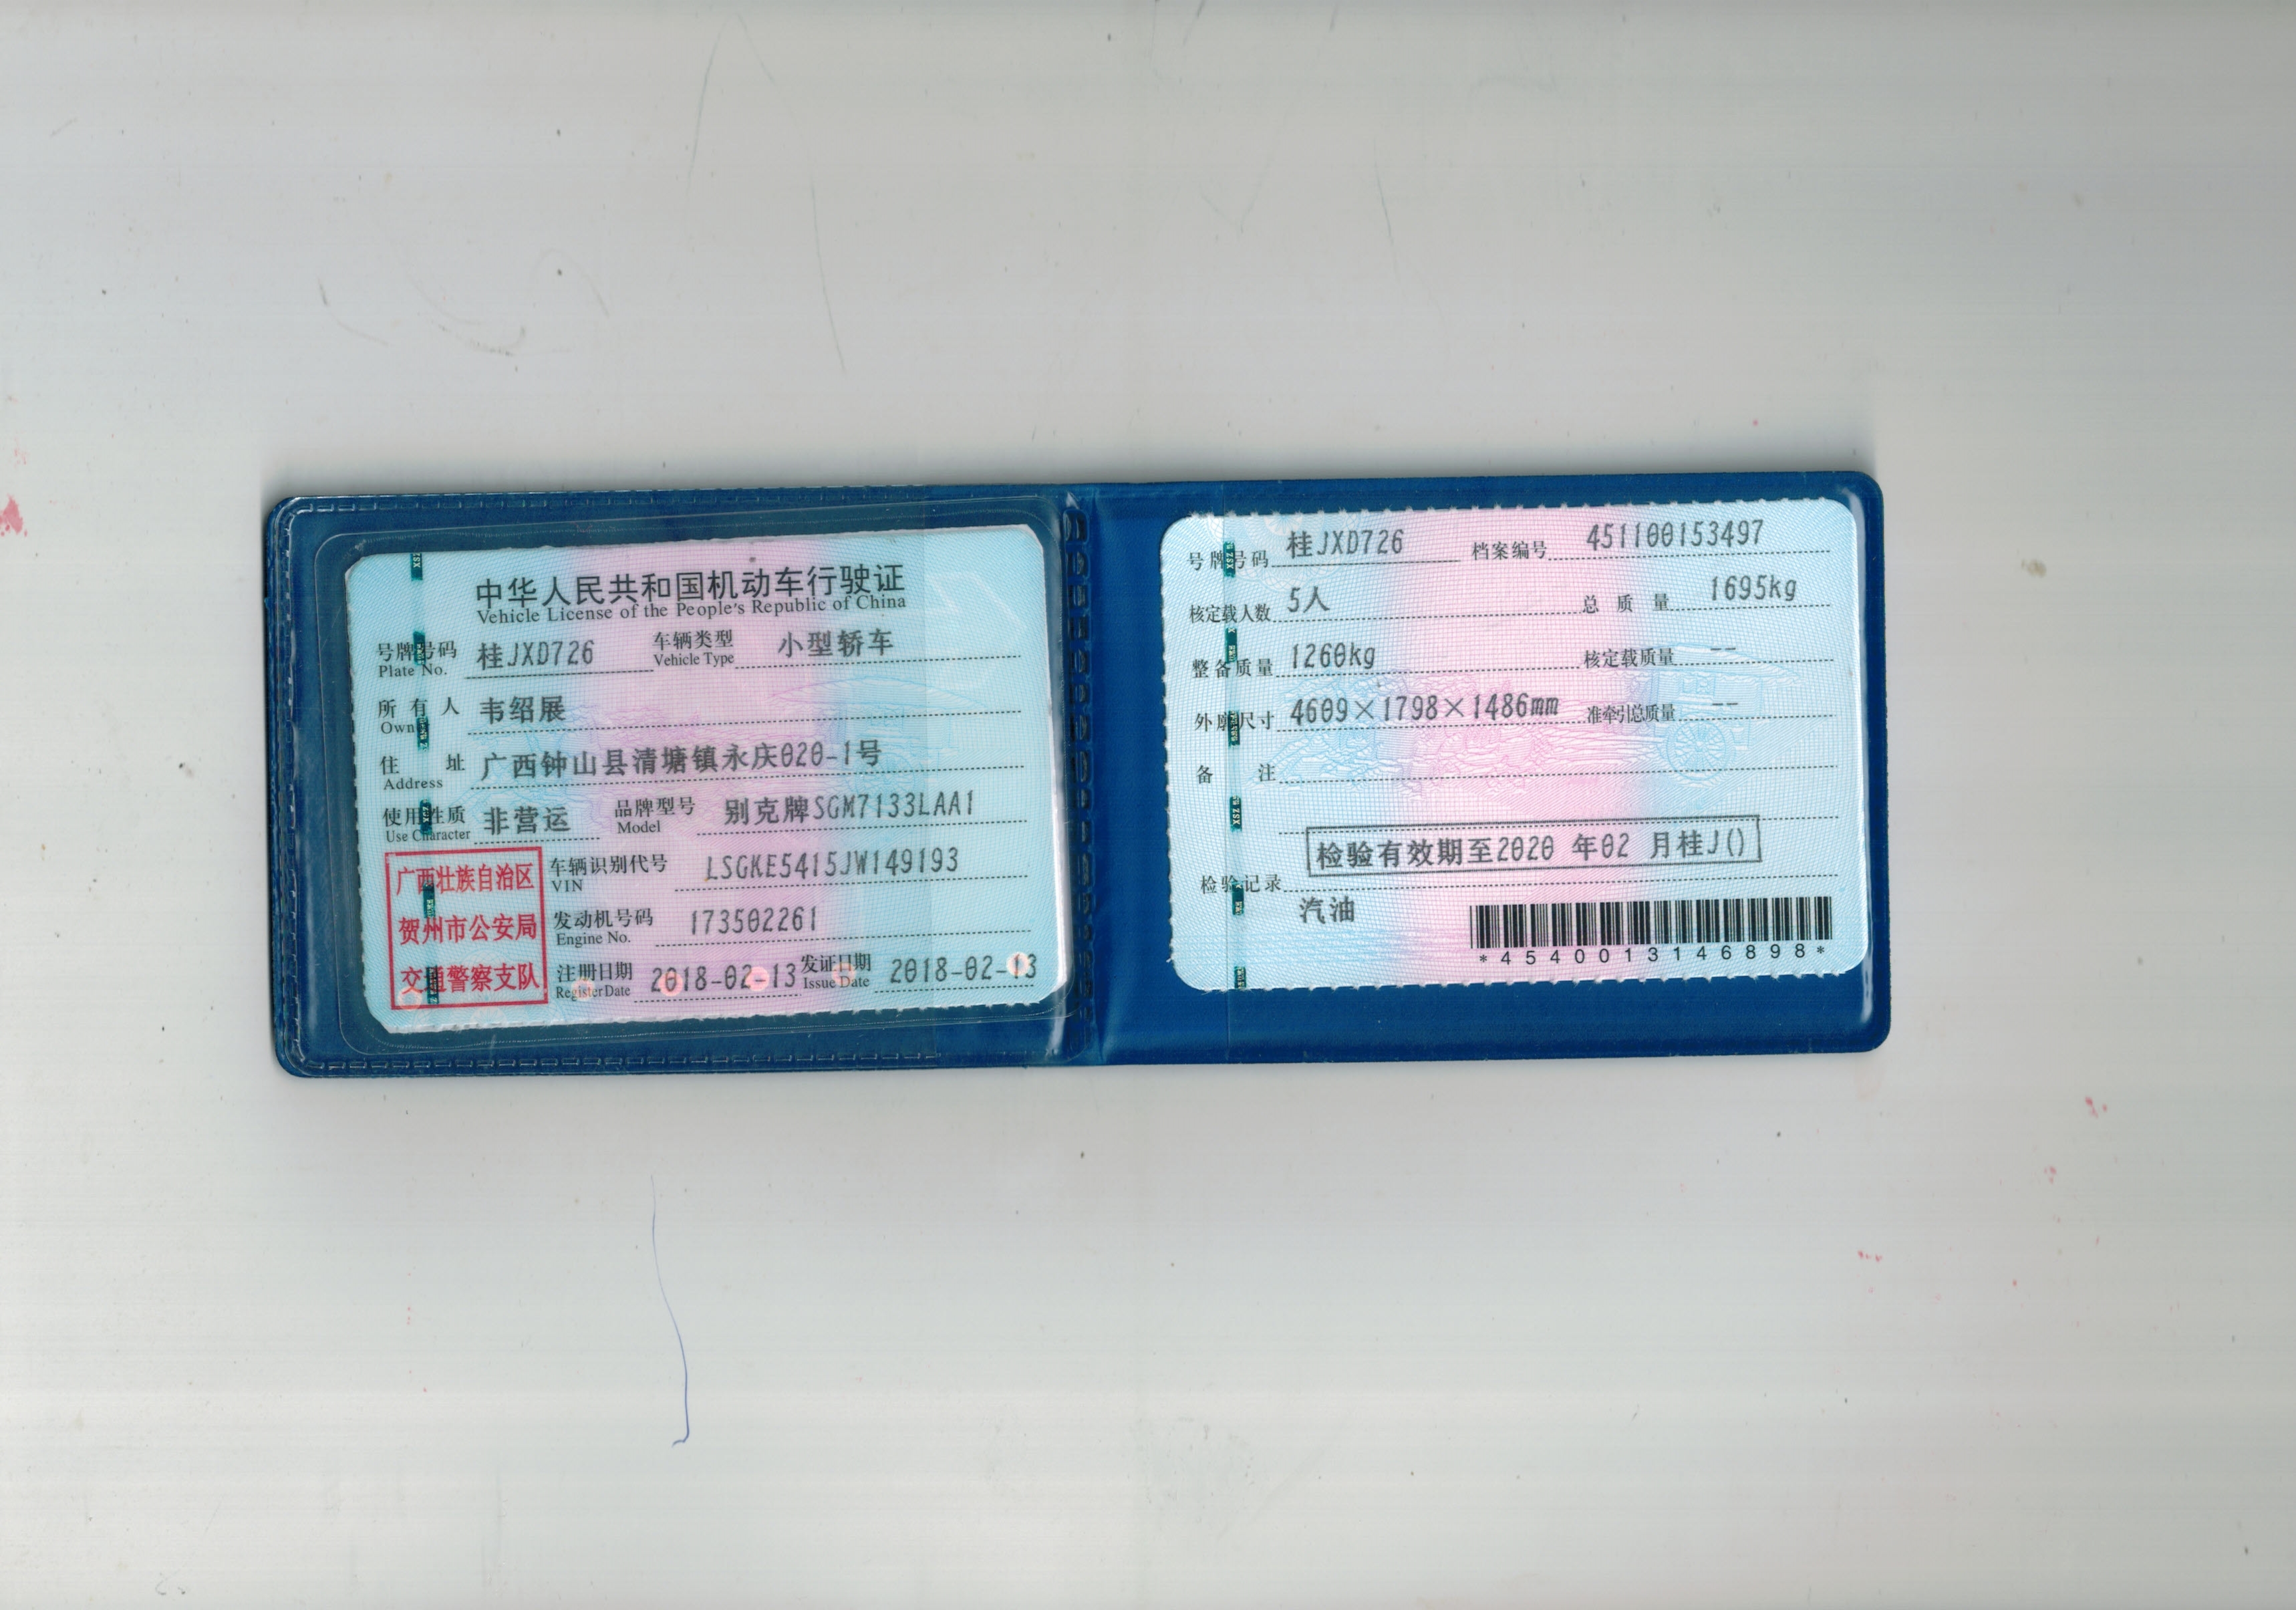 中华人民共和国机动车行驶证
Vehicle License of the People's Republic of China
号牌号码 桂JXD726 车辆类型 小型轿车
Plate No. Vehicle Type
所有人 韦绍展
Owner
住址 广西钟山县清塘镇永庆020-1号
Address
使用性质 非营运 品牌型号 别克牌SGM7133LAA1
Use Character Model
广西壮族自治区
贺州市公安局
交通警察支队
车辆识别代号 LSGKE5415JW149193
VIN
发动机号码 173502261
Engine No.
注册日期 2018-02-13 发证日期 2018-02-13
Register Date Issue Date
号牌号码 桂JXD726 档案编号 451100153497
核定载人数 5人 总质量 1695kg
整备质量 1260kg 核定载质量 --
外廓尺寸 4609×1798×1486mm 准牵引总质量 --
备注
检验有效期至2020 年02 月桂J()
检验记录
汽油
*4540013146898*